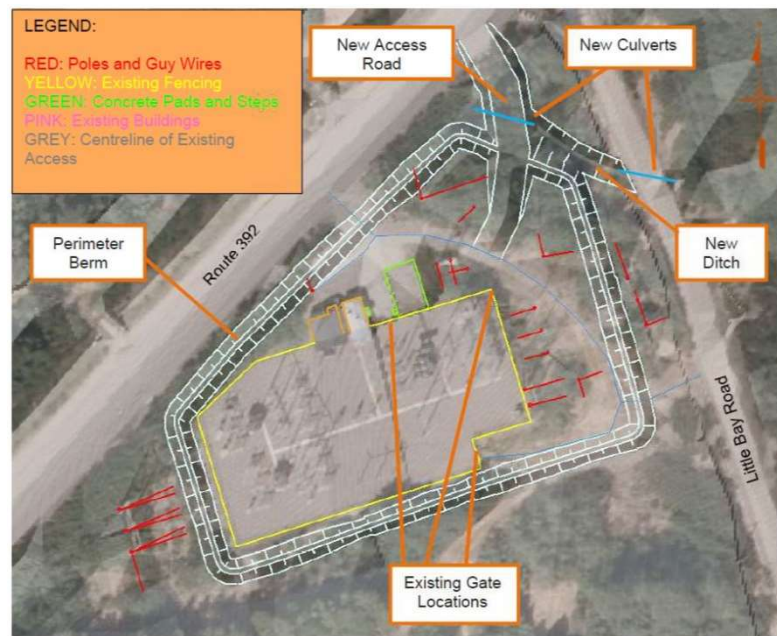 LEGEND:
RED: Poles and Guy Wires
YELLOW: Existing Fencing
GREEN: Concrete Pads and Steps
PINK: Existing Buildings
GREY: Centreline of Existing
Access
New Access
Road
New Culverts
Perimeter
Berm
Route 392
New
Ditch
Little Bay Road
Existing Gate
Locations